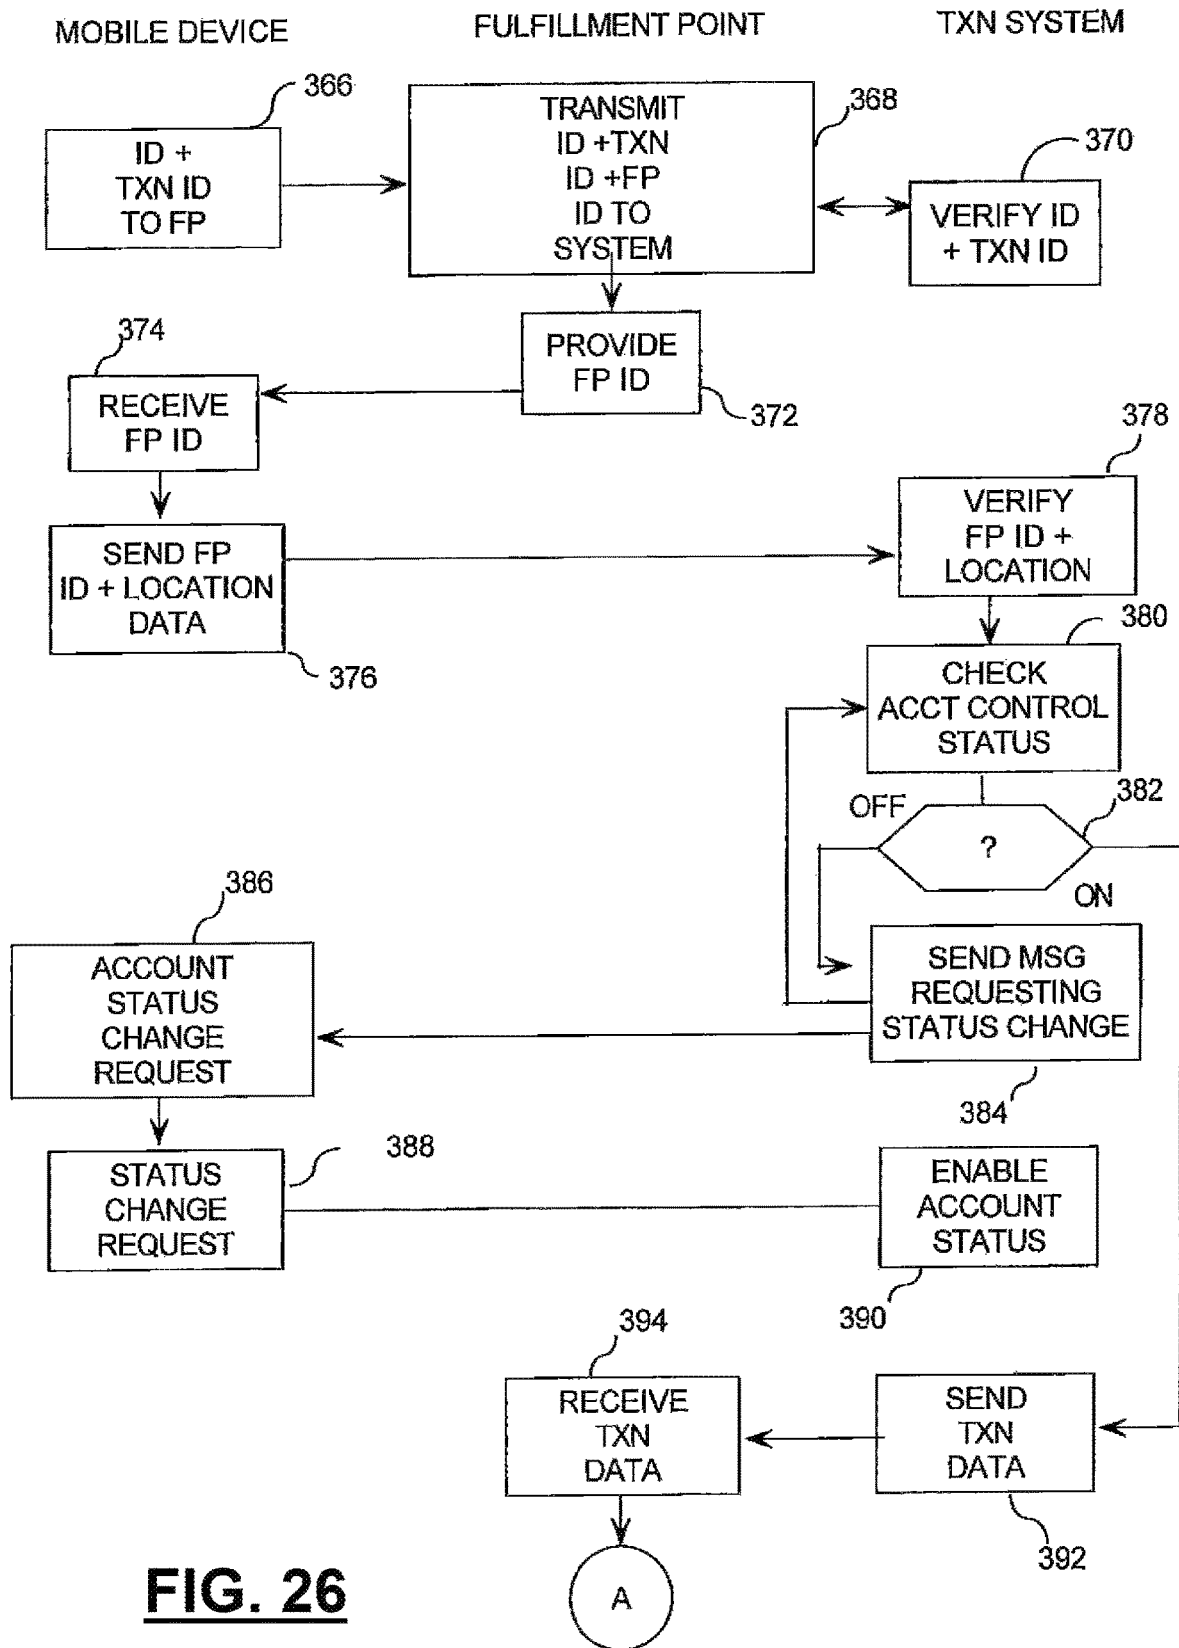 MOBILE DEVICE
FULFILLMENT POINT
TXN SYSTEM
366
368
370
ID +
TXN ID
TO FP
TRANSMIT
ID +TXN
ID +FP
ID TO
SYSTEM
VERIFY ID
+ TXN ID
374
PROVIDE
FP ID
372
RECEIVE
FP ID
378
SEND FP
ID + LOCATION
DATA
376
VERIFY
FP ID +
LOCATION
380
CHECK
ACCT CONTROL
STATUS
382
OFF
?
ON
386
ACCOUNT
STATUS
CHANGE
REQUEST
SEND MSG
REQUESTING
STATUS CHANGE
384
388
STATUS
CHANGE
REQUEST
ENABLE
ACCOUNT
STATUS
390
394
RECEIVE
TXN
DATA
SEND
TXN
DATA
392
A
FIG. 26